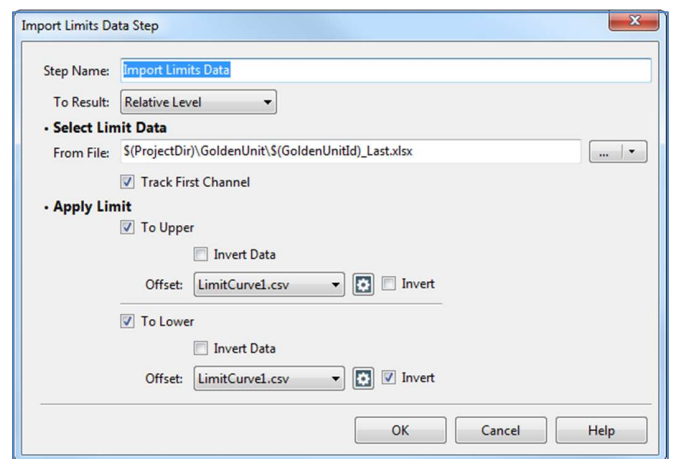 Import Limits Data Step
Step Name: Import Limits Data
To Result: Relative Level
• Select Limit Data
From File: $(ProjectDir)\GoldenUnit\$(GoldenUnitId)_Last.xlsx ...
Track First Channel
• Apply Limit
To Upper
Invert Data
Offset: LimitCurve1.csv Invert
To Lower
Invert Data
Offset: LimitCurve1.csv Invert
OK Cancel Help